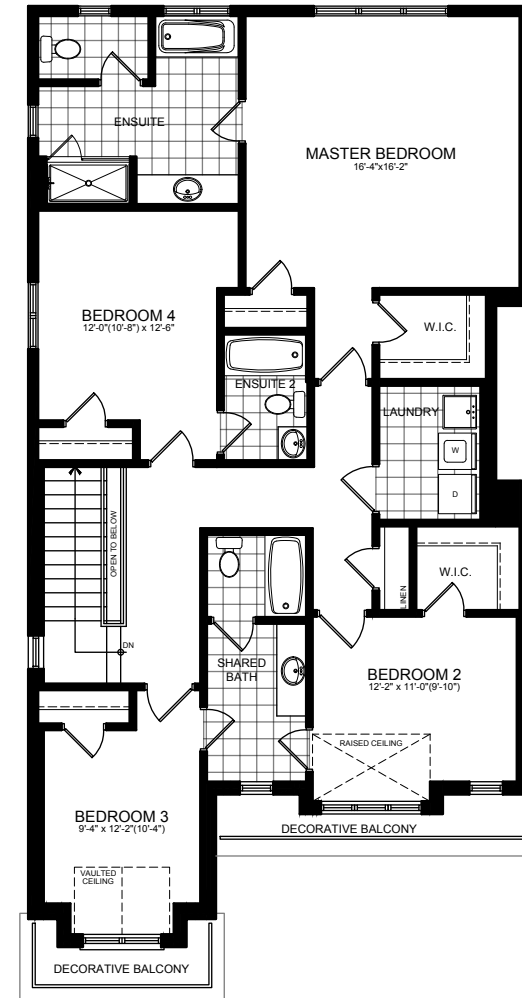 ENSUITE
MASTER BEDROOM
16'-4"x16'-2"
BEDROOM 4
12'-0"(10'-8") x 12'-6"
W.I.C.
ENSUITE 2
LAUNDRY
W
D
OPEN TO BELOW
DN
LINEN
W.I.C.
SHARED
BATH
BEDROOM 2
12'-2" x 11'-0"(9'-10")
RAISED CEILING
DECORATIVE BALCONY
BEDROOM 3
9'-4" x 12'-2"(10'-4")
VAULTED
CEILING
DECORATIVE BALCONY